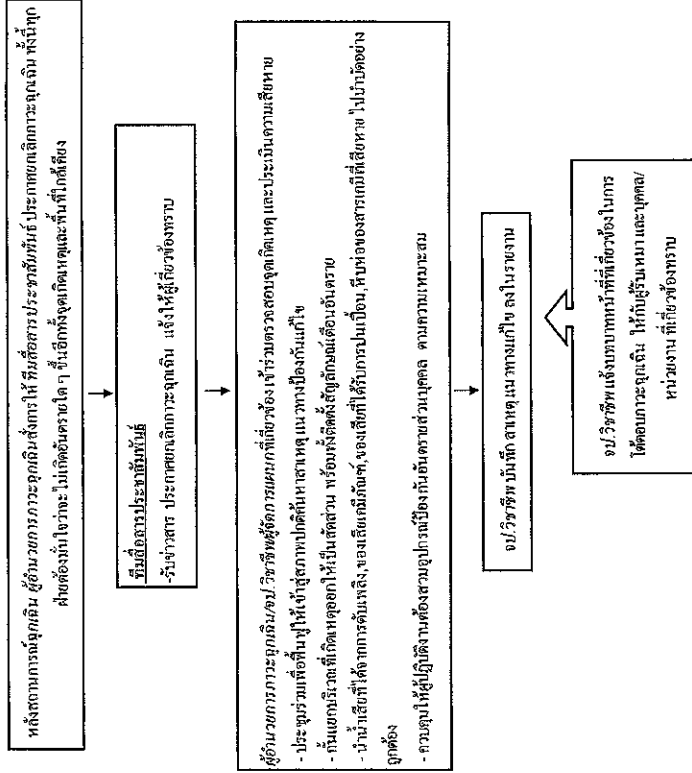 หลังสถานการณ์ฉุกเฉิน ผู้อำนวยการภาวะฉุกเฉินสั่งการให้ ทีมสื่อสารประชาสัมพันธ์ ประกาศยกเลิกภาวะฉุกเฉิน ทั้งนี้ทุก
ฝ่ายต้องมั่นใจว่าจะไม่เกิดอันตรายใด ๆ ขึ้นอีกทั้งจุดเกิดเหตุและพื้นที่ใกล้เคียง
ทีมสื่อสารประชาสัมพันธ์
-รับข่าวสาร ประกาศยกเลิกภาวะฉุกเฉิน แจ้งให้ผู้เกี่ยวข้องทราบ
ผู้อำนวยการภาวะฉุกเฉิน/จป.วิชาชีพผู้จัดการแผนกที่เกี่ยวข้อง เข้าร่วมตรวจสอบจุดเกิดเหตุ และประเมินความเสียหาย
- ประชุมร่วมเพื่อฟื้นฟูให้เข้าสู่สภาพปกติค้นหาสาเหตุ แนวทางป้องกันแก้ไข
- กั้นแยกบริเวณที่เกิดเหตุออกให้เป็นสัดส่วน พร้อมทั้งติดตั้งสัญลักษณ์เตือนอันตราย
- นำน้ำเสียที่ได้จากการดับเพลิง,ของเสียเคมีภัณฑ์,ของเสียที่ได้รับการปนเปื้อน,หีบห่อของสารเคมีที่เสียหาย ไปบำบัดอย่าง
ถูกต้อง
- ควบคุมให้ผู้ปฏิบัติงานต้องสวมอุปกรณ์ป้องกันอันตรายส่วนบุคคล ตามความเหมาะสม
จป.วิชาชีพ บันทึก สาเหตุ แนวทางแก้ไข ลงในรายงาน
จป.วิชาชีพ แจ้งบทบาทหน้าที่ที่เกี่ยวข้องในการ
โต้ตอบภาวะฉุกเฉิน ให้กับผู้รับเหมา และบุคคล/
หน่วยงาน ที่เกี่ยวข้องทราบ